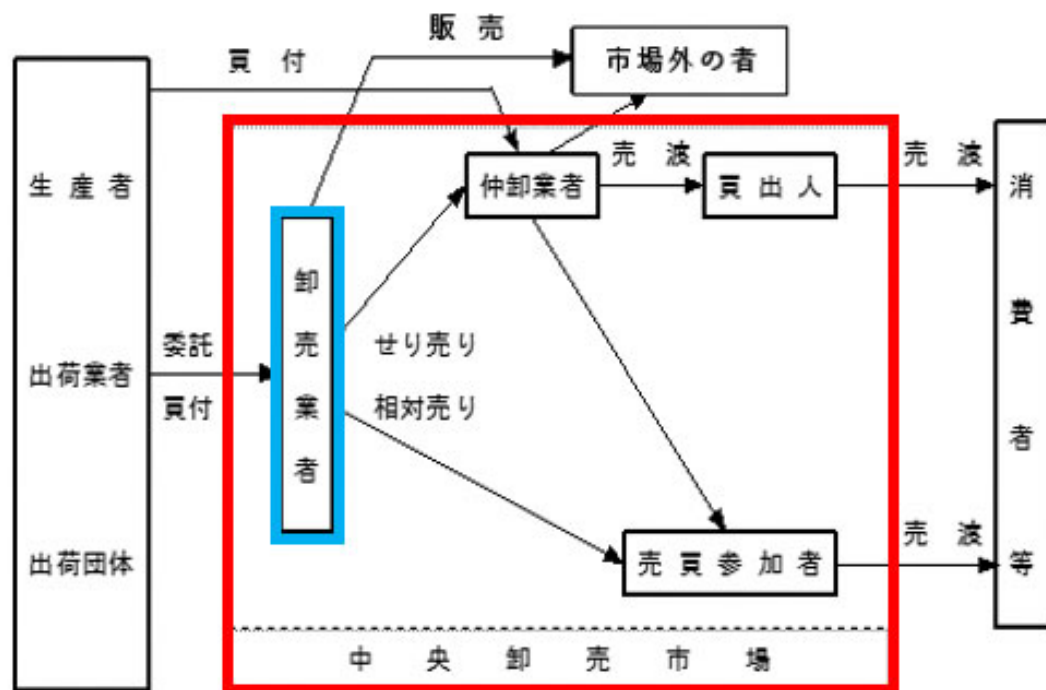 販売
市場外の者
買付
生産者
出荷業者
出荷団体
委託
買付
卸売業者
せり売り
相対売り
仲卸業者
売渡
買出人
売渡
消費者等
売買参加者
売渡
中央卸売市場